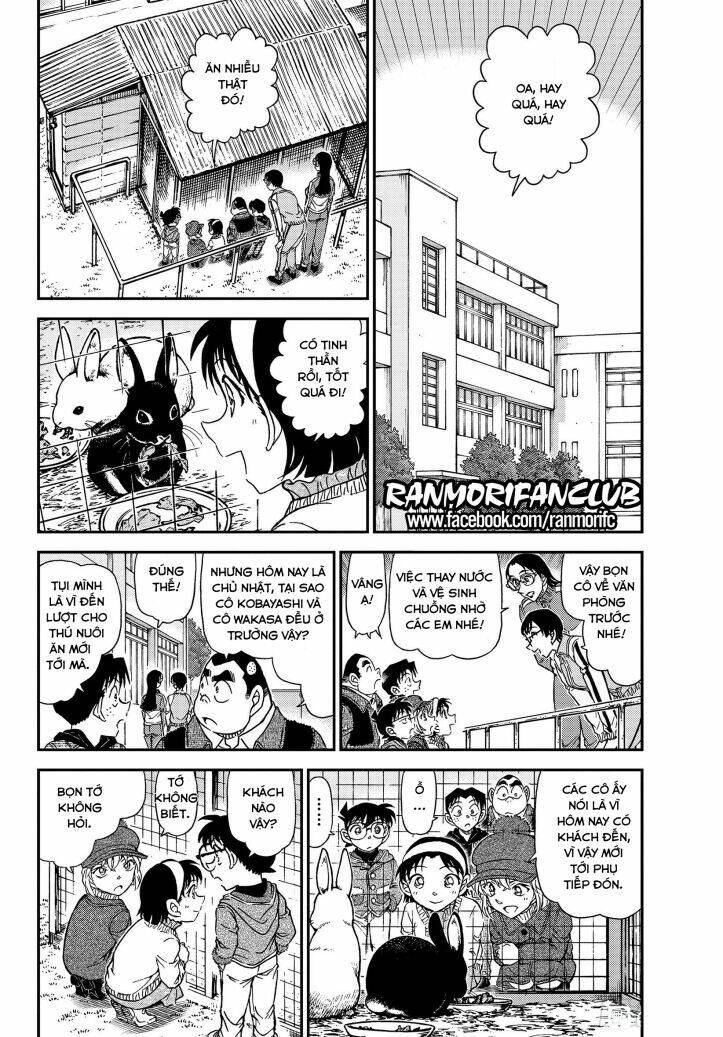 OA, HAY
QUÁ, HAY
QUÁ!
ĂN NHIỀU
THẬT
ĐÓ!
CÓ TINH
THẦN
RỒI, TỐT
QUÁ ĐI!
RANMORIFANCLUB
www.facebook.com/ranmorifc
VẬY BỌN
CÔ VỀ VĂN
PHÒNG
TRƯỚC
NHÉ!
VIỆC THAY NƯỚC
VÀ VỆ SINH
CHUỒNG NHỜ
CÁC EM NHÉ!
VÂNG
Ạ!
NHƯNG HÔM NAY LÀ
CHỦ NHẬT, TẠI SAO
CÔ KOBAYASHI VÀ
CÔ WAKASA ĐỀU Ở
TRƯỜNG VẬY?
ĐÚNG
THẾ!
TỤI MÌNH
LÀ VÌ ĐẾN
LƯỢT CHO
THÚ NUÔI
ĂN MỚI
TỚI MÀ.
CÁC CÔ ẤY
NÓI LÀ VÌ
HÔM NAY CÓ
KHÁCH ĐẾN,
VÌ VẬY MỚI
TỚI PHỤ
TIẾP ĐÓN.
Ồ
...
......
KHÁCH
NÀO
VẬY?
TỚ
KHÔNG
BIẾT.
BỌN TỚ
KHÔNG
HỎI.